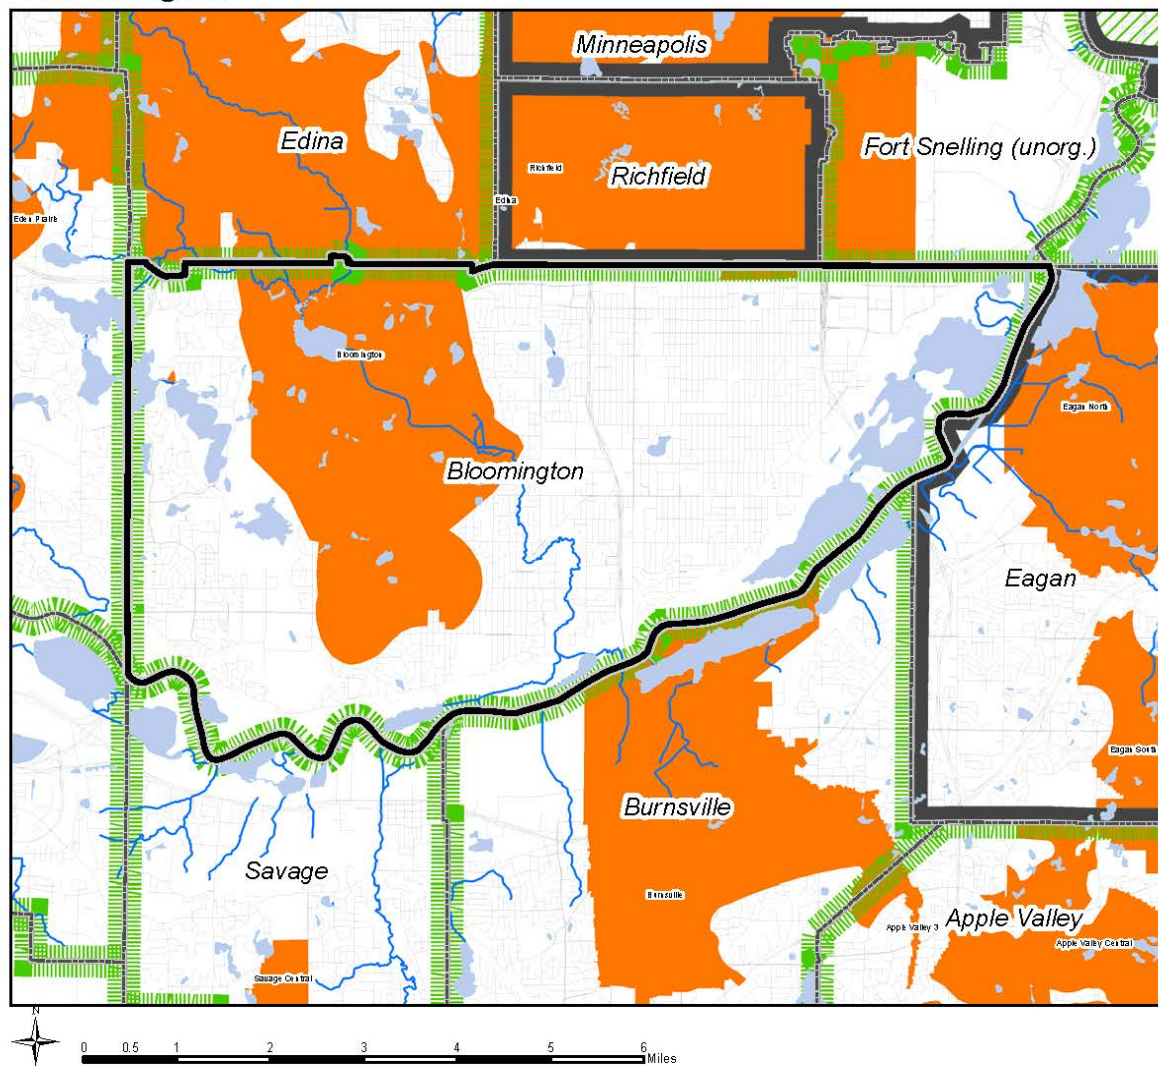 Minneapolis
Edina
Fort Snelling (unorg.)
Richfield
Richfield
Edina
Eden Prairie
Bloomington
Eagan North
Bloomington
Eagan
Eagan South
Burnsville
Savage
Burnsville
Apple Valley
Apple Valley 3
Apple Valley Central
Savage Central
N
0 0.5 1 2 3 4 5 6
Miles